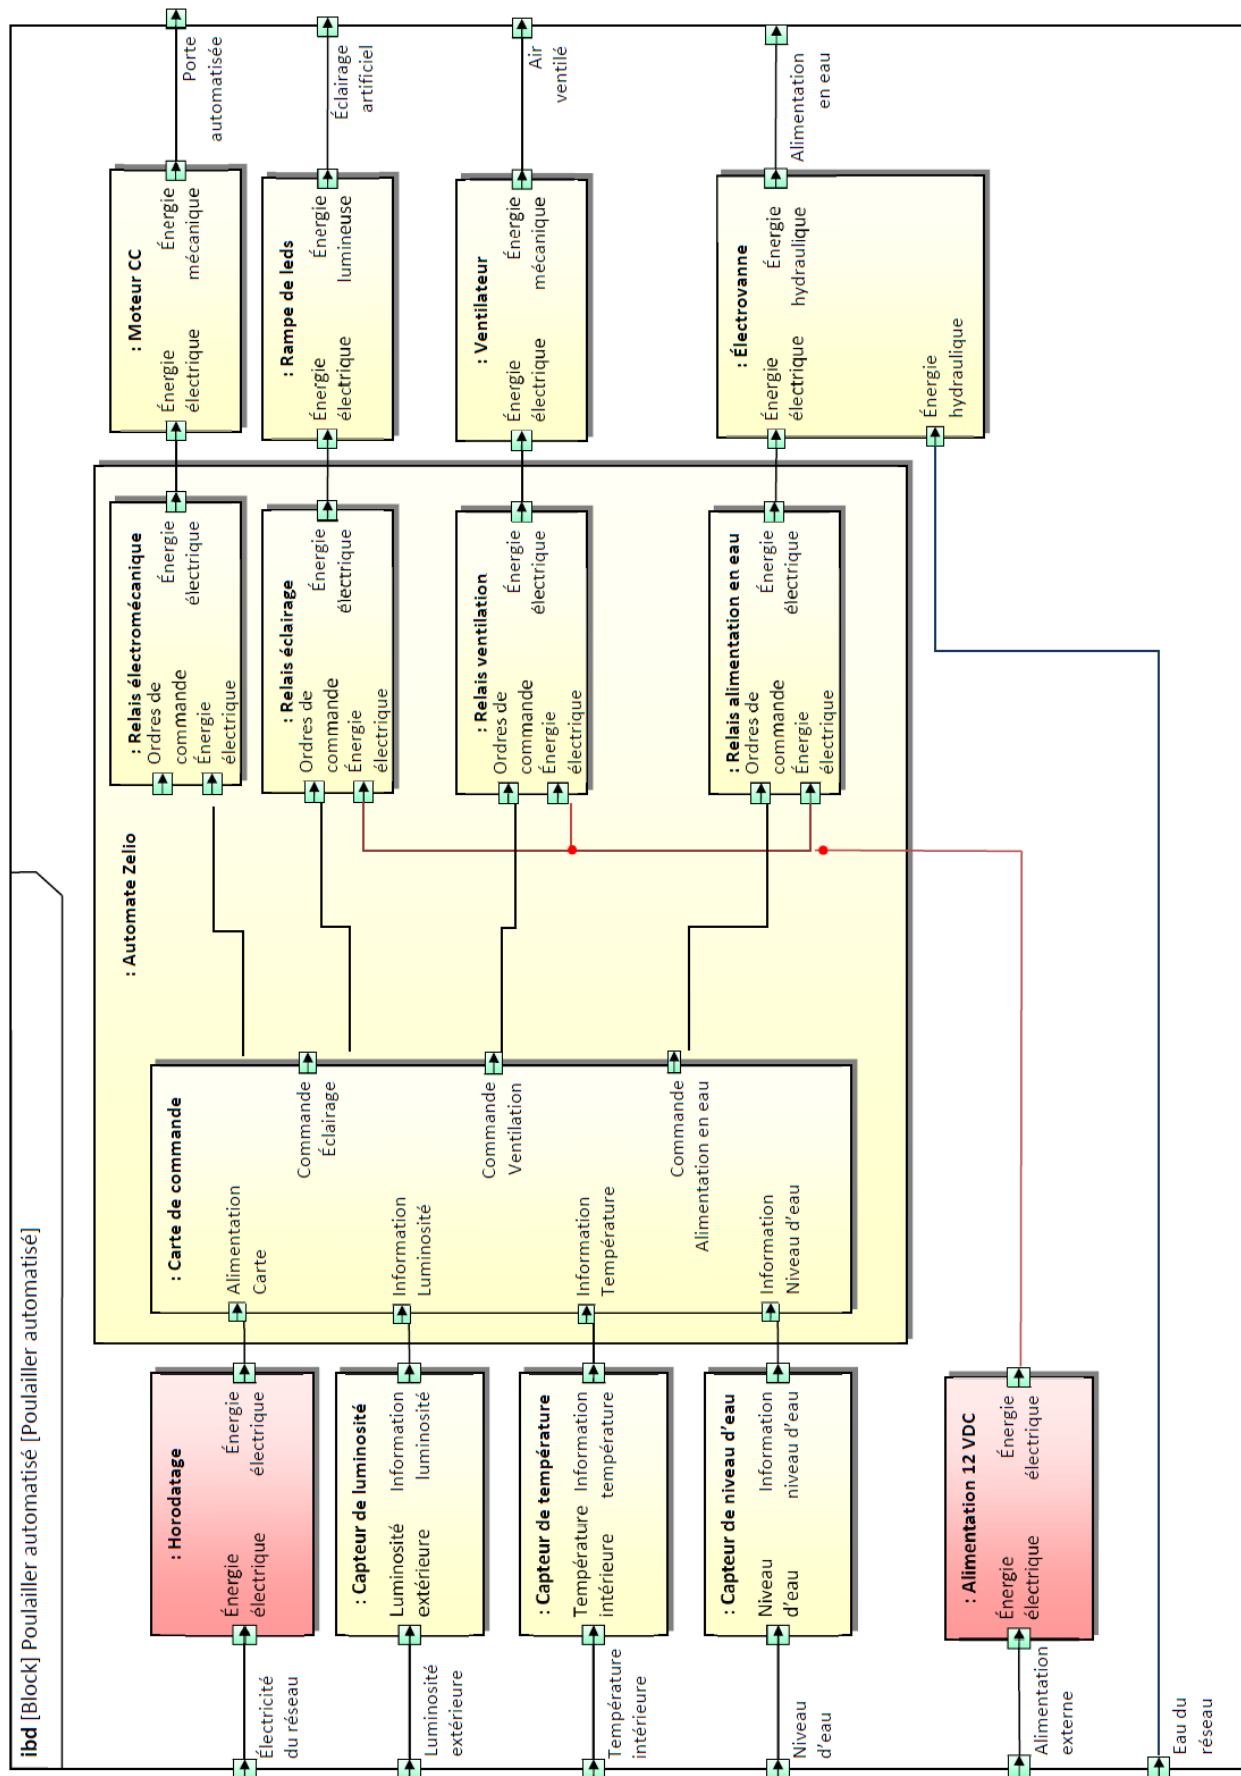 ibd [Block] Poulailler automatisé [Poulailler automatisé]
Électricité
du réseau
: Horodatage
Énergie
électrique
Énergie
électrique
Luminosité
extérieure
: Capteur de luminosité
Luminosité
extérieure
Information
luminosité
Température
intérieure
: Capteur de température
Température
intérieure
Information
température
Niveau
d'eau
: Capteur de niveau d'eau
Niveau
d'eau
Information
niveau d'eau
Alimentation
externe
: Alimentation 12 VDC
Énergie
électrique
Énergie
électrique
Eau du
réseau
: Automate Zelio
: Carte de commande
Alimentation
Carte
Information
Luminosité
Information
Température
Information
Niveau d'eau
Commande
Éclairage
Commande
Ventilation
Commande
Alimentation en eau
: Relais électromécanique
Ordres de
commande
Énergie
électrique
Énergie
électrique
: Relais éclairage
Ordres de
commande
Énergie
électrique
Énergie
électrique
: Relais ventilation
Ordres de
commande
Énergie
électrique
Énergie
électrique
: Relais alimentation en eau
Ordres de
commande
Énergie
électrique
Énergie
électrique
: Moteur CC
Énergie
électrique
Énergie
mécanique
: Rampe de leds
Énergie
électrique
Énergie
lumineuse
: Ventilateur
Énergie
électrique
Énergie
mécanique
: Électrovanne
Énergie
électrique
Énergie
hydraulique
Énergie
hydraulique
Porte
automatisée
Éclairage
artificiel
Air
ventilé
Alimentation
en eau